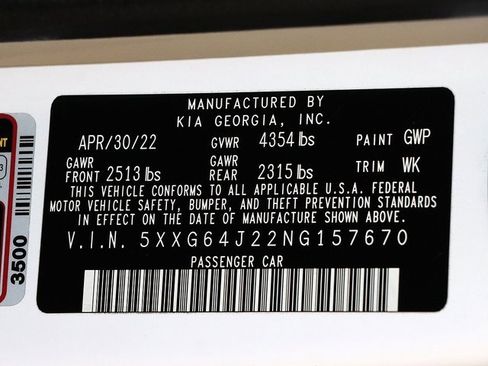 MANUFACTURED BY
KIA GEORGIA, INC.
APR/30/22 GVWR 4354 lbs PAINT GWP
GAWR FRONT 2513 lbs GAWR REAR 2315 lbs TRIM WK
THIS VEHICLE CONFORMS TO ALL APPLICABLE U.S.A. FEDERAL
MOTOR VEHICLE SAFETY, BUMPER, AND THEFT PREVENTION STANDARDS
IN EFFECT ON THE DATE OF MANUFACTURE SHOWN ABOVE.
V.I.N. 5XXG64J22NG157670
PASSENGER CAR
3500